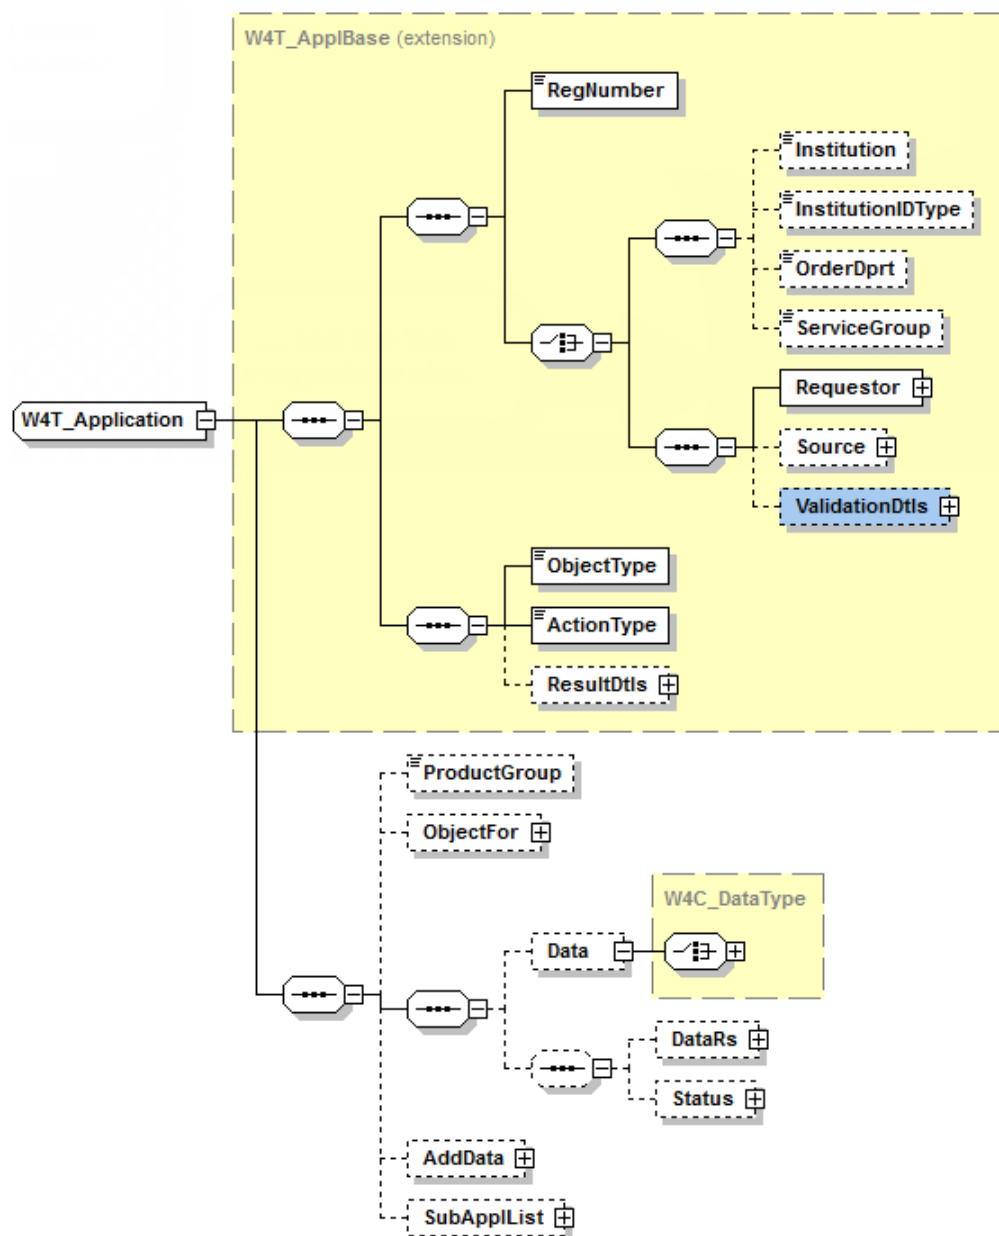 W4T_ApplBase (extension)
RegNumber
Institution
InstitutionIDType
OrderDprt
ServiceGroup
Requestor
W4T_Application
Source
ValidationDtls
ObjectType
ActionType
ResultDtls
ProductGroup
ObjectFor
W4C_DataType
Data
DataRs
Status
AddData
SubApplList